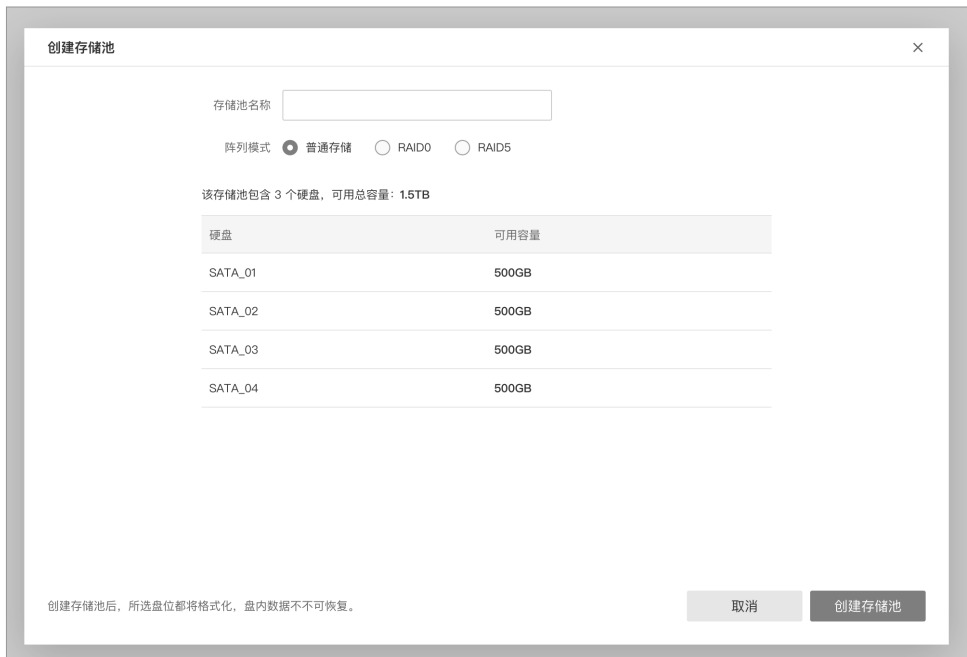 创建存储池
存储池名称
阵列模式 普通存储 RAID0 RAID5
该存储池包含 3 个硬盘，可用总容量：1.5TB
硬盘 可用容量
SATA_01 500GB
SATA_02 500GB
SATA_03 500GB
SATA_04 500GB
创建存储池后，所选盘位都将格式化，盘内数据不不可恢复。 取消 创建存储池